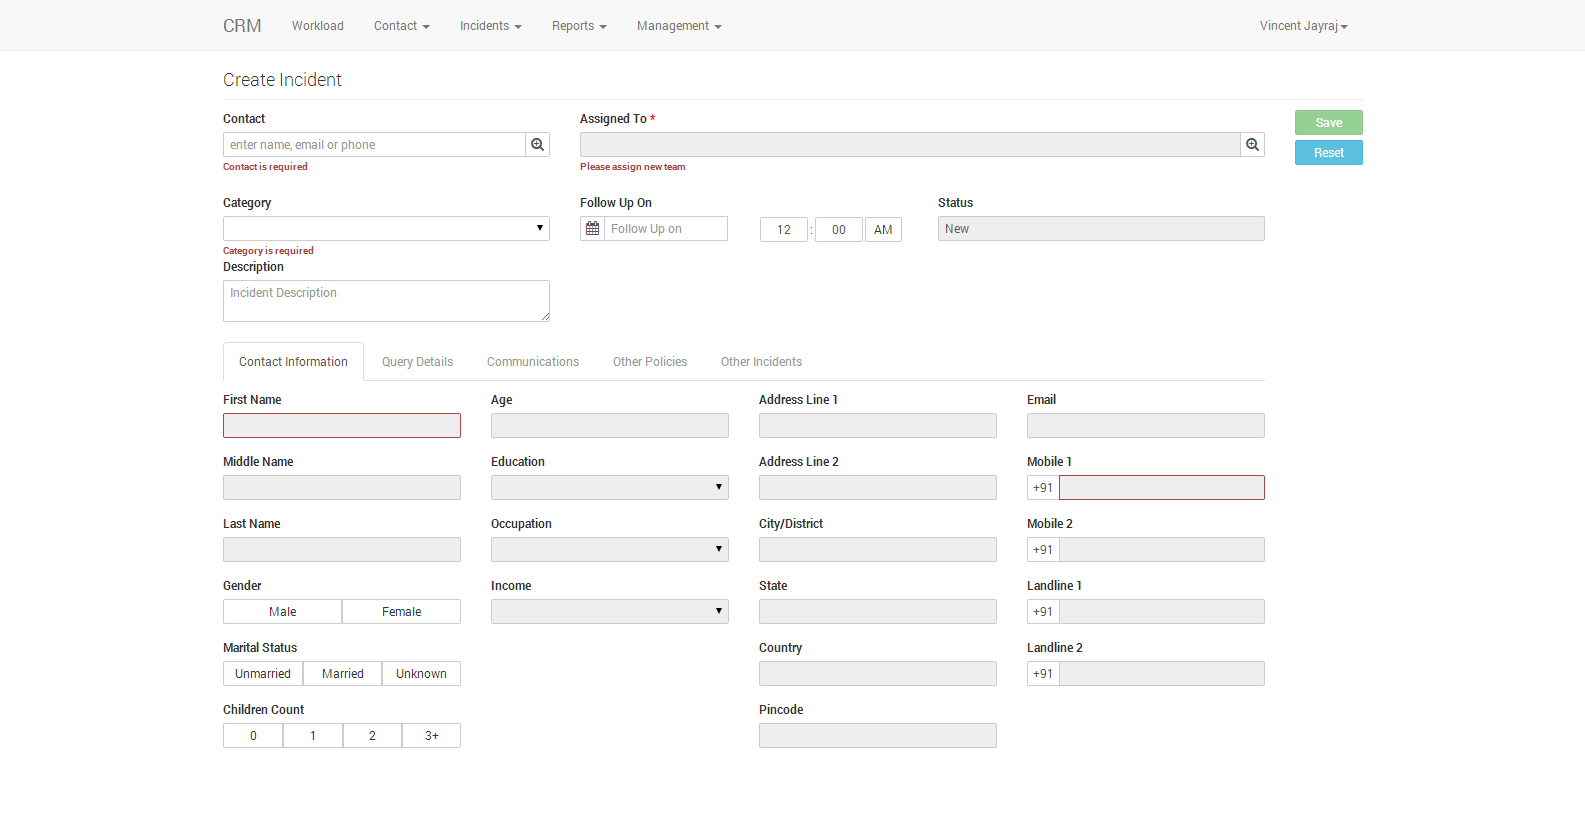 CRM Workload Contact Incidents Reports Management Vincent Jayraj
Create Incident
Contact Assigned To * Save
enter name, email or phone
Contact is required Please assign new team Reset
Category Follow Up On Status
Follow Up on 12 : 00 AM New
Category is required
Description
Incident Description
Contact Information Query Details Communications Other Policies Other Incidents
First Name Age Address Line 1 Email
Middle Name Education Address Line 2 Mobile 1
+91
Last Name Occupation City/District Mobile 2
+91
Gender Income State Landline 1
Male Female +91
Marital Status Country Landline 2
Unmarried Married Unknown +91
Children Count Pincode
0 1 2 3+